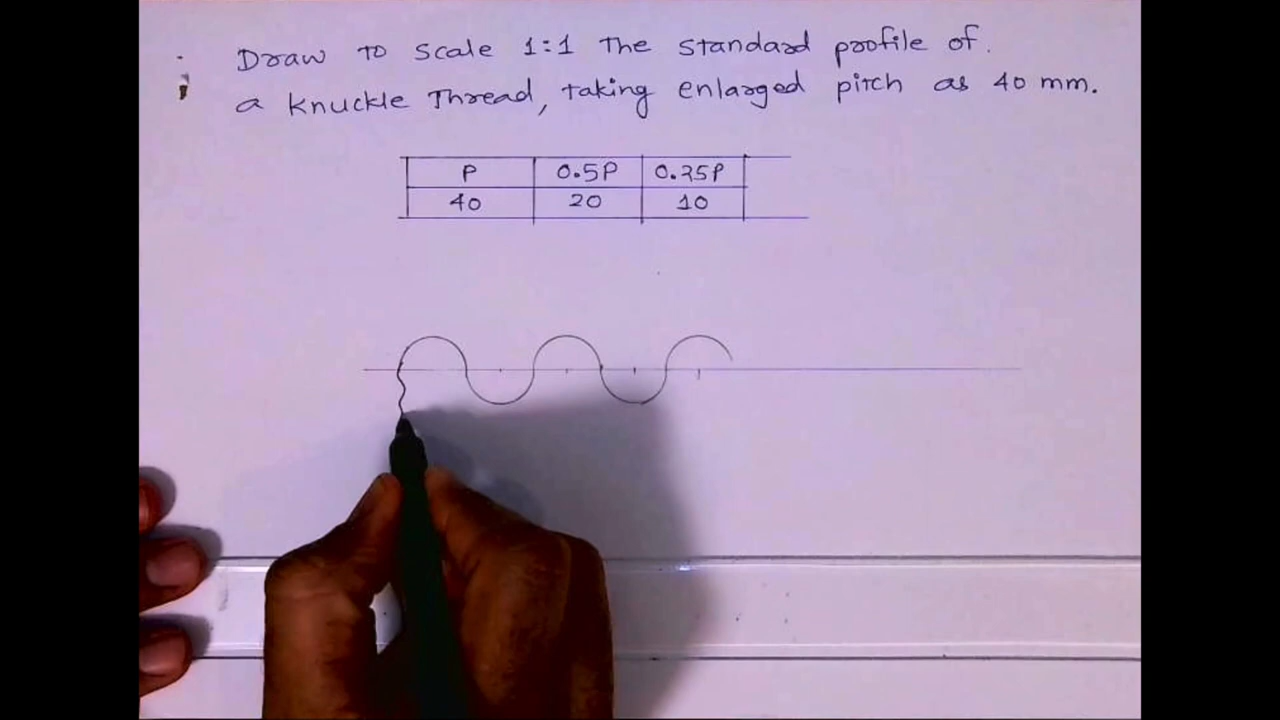 Draw to scale 1:1 the standard profile of.
a knuckle Thread, taking enlarged pitch as 40 mm.
P 0.5P 0.25P
40 20 10